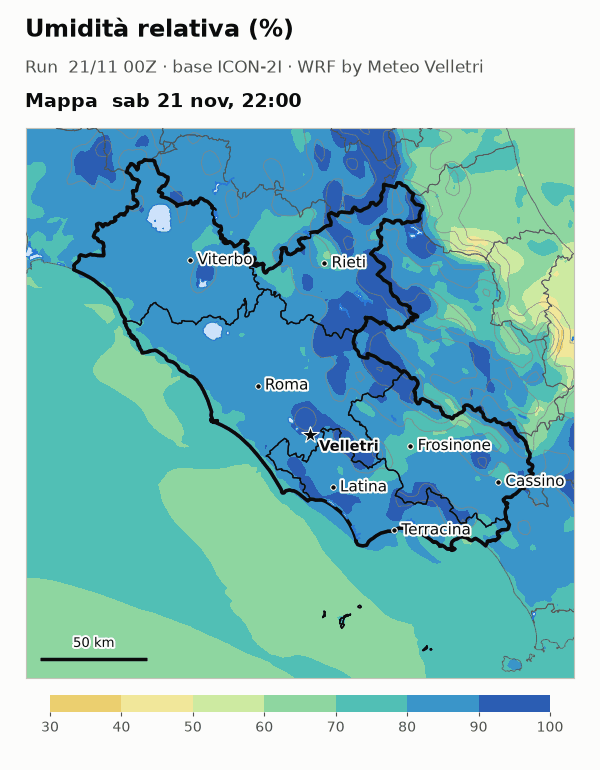 Umidità relativa (%)
Run  21/11 00Z · base ICON-2I · WRF by Meteo Velletri
Mappa  sab 21 nov, 22:00
Viterbo
Rieti
Roma
Velletri
Frosinone
Latina
Cassino
Terracina
50 km
30 40 50 60 70 80 90 100